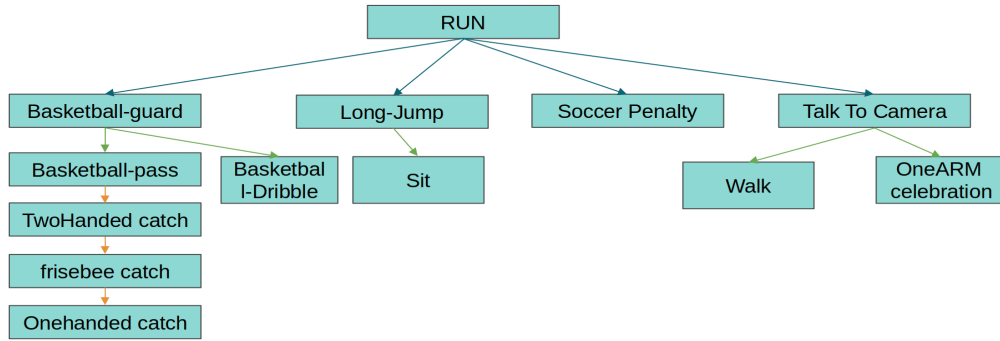 RUN
Basketball-guard
Long-Jump
Soccer Penalty
Talk To Camera
Basketball-pass
Basketbal
l-Dribble
Sit
Walk
OneARM
celebration
TwoHanded catch
frisebee catch
Onehanded catch